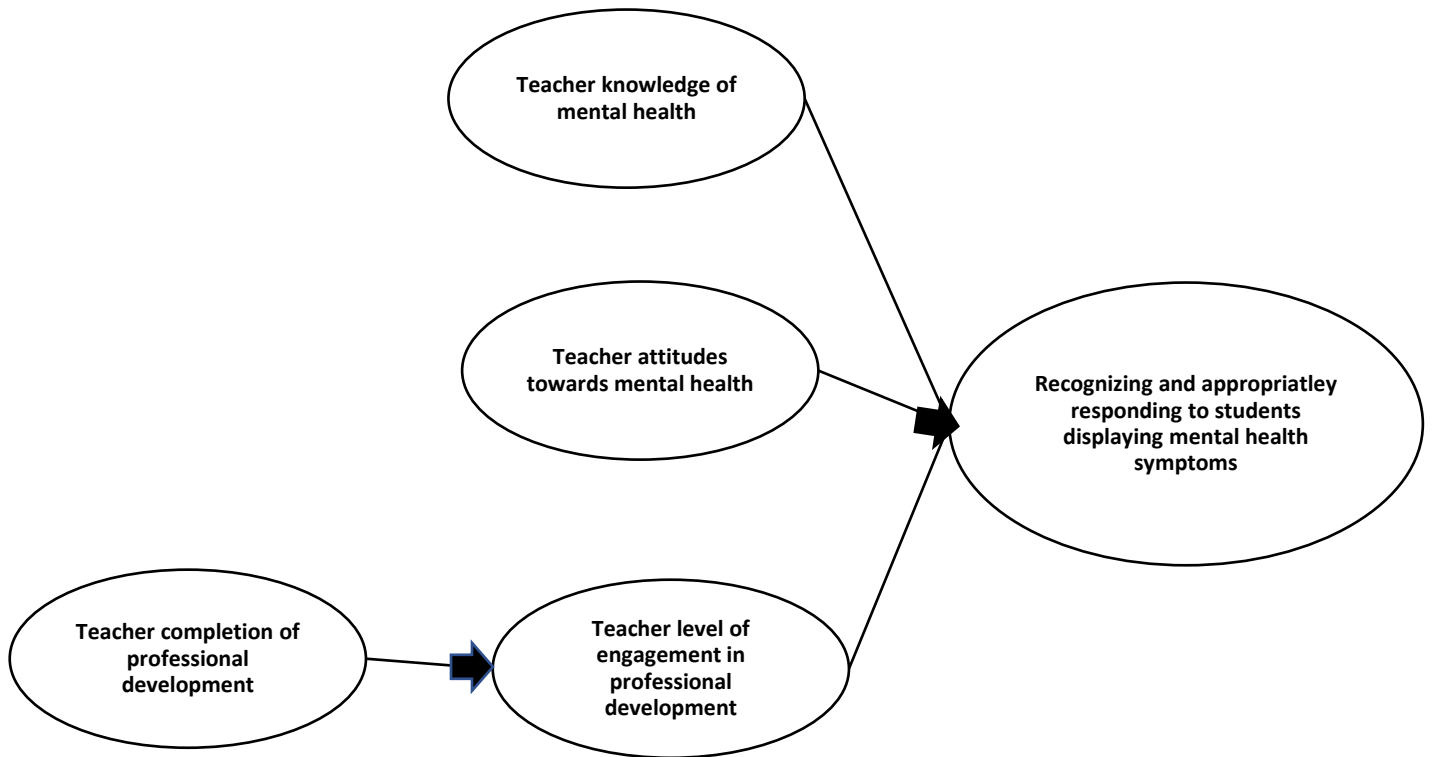 Teacher knowledge of
mental health
Teacher attitudes
towards mental health
Recognizing and appropriatley
responding to students
displaying mental health
symptoms
Teacher completion of
professional
development
Teacher level of
engagement in
professional
development